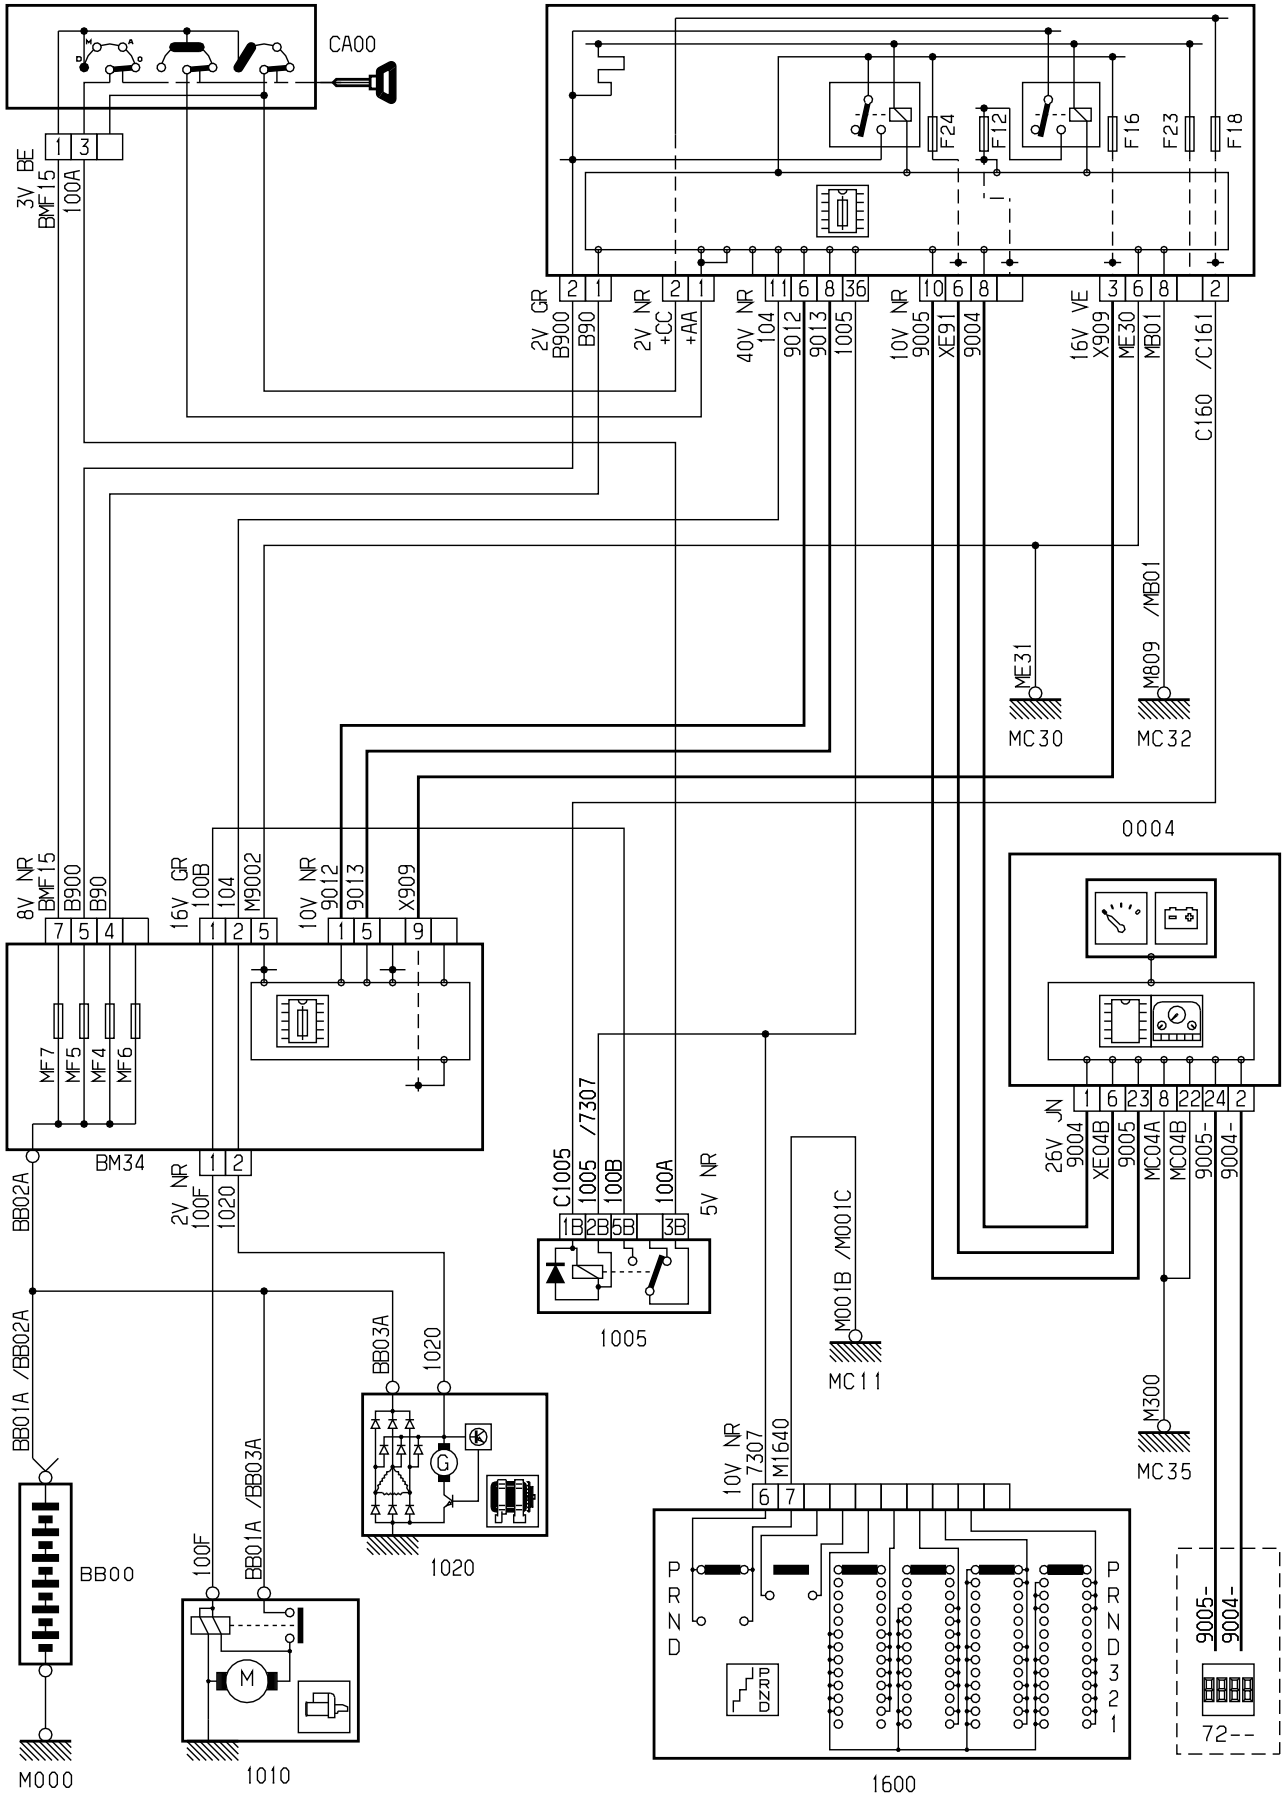 CA00
M A
D O
1 3
3V BE
BMF15
100A
F24
F12
F16
F23
F18
2 1
2 1
11 6 8 36
10 6 8
3 6 8 2
2V GR
B900
B90
2V NR
+CC
+AA
40V NR
104
9012
9013
1005
10V NR
9005
XE91
9004
16V VE
X909
ME30
MB01
C160 /C161
ME31
MC30
M809 /MB01
MC32
8V NR
BMF15
B900
B90
16V GR
100B
104
M9002
10V NR
9012
9013
X909
7 5 4
1 2 5
1 5 9
MF7
MF5
MF4
MF6
BM34
1 2
2V NR
100F
1020
BB02A
BB01A /BB02A
BB00
M000
100F
BB01A /BB03A
M
1010
BB03A
1020
G
1020
C1005
1005 /7307
100B
100A
5V NR
1B 2B 5B 3B
1005
M001B /M001C
MC11
0004
1 6 23 8 22 24 2
26V JN
9004
XE04B
9005
MC04A
MC04B
9005-
9004-
M300
MC35
10V NR
7307
M1640
6 7
P P
R R
N N
D D
3
2
1
P
R
N
D
1600
9005-
9004-
8888
72--